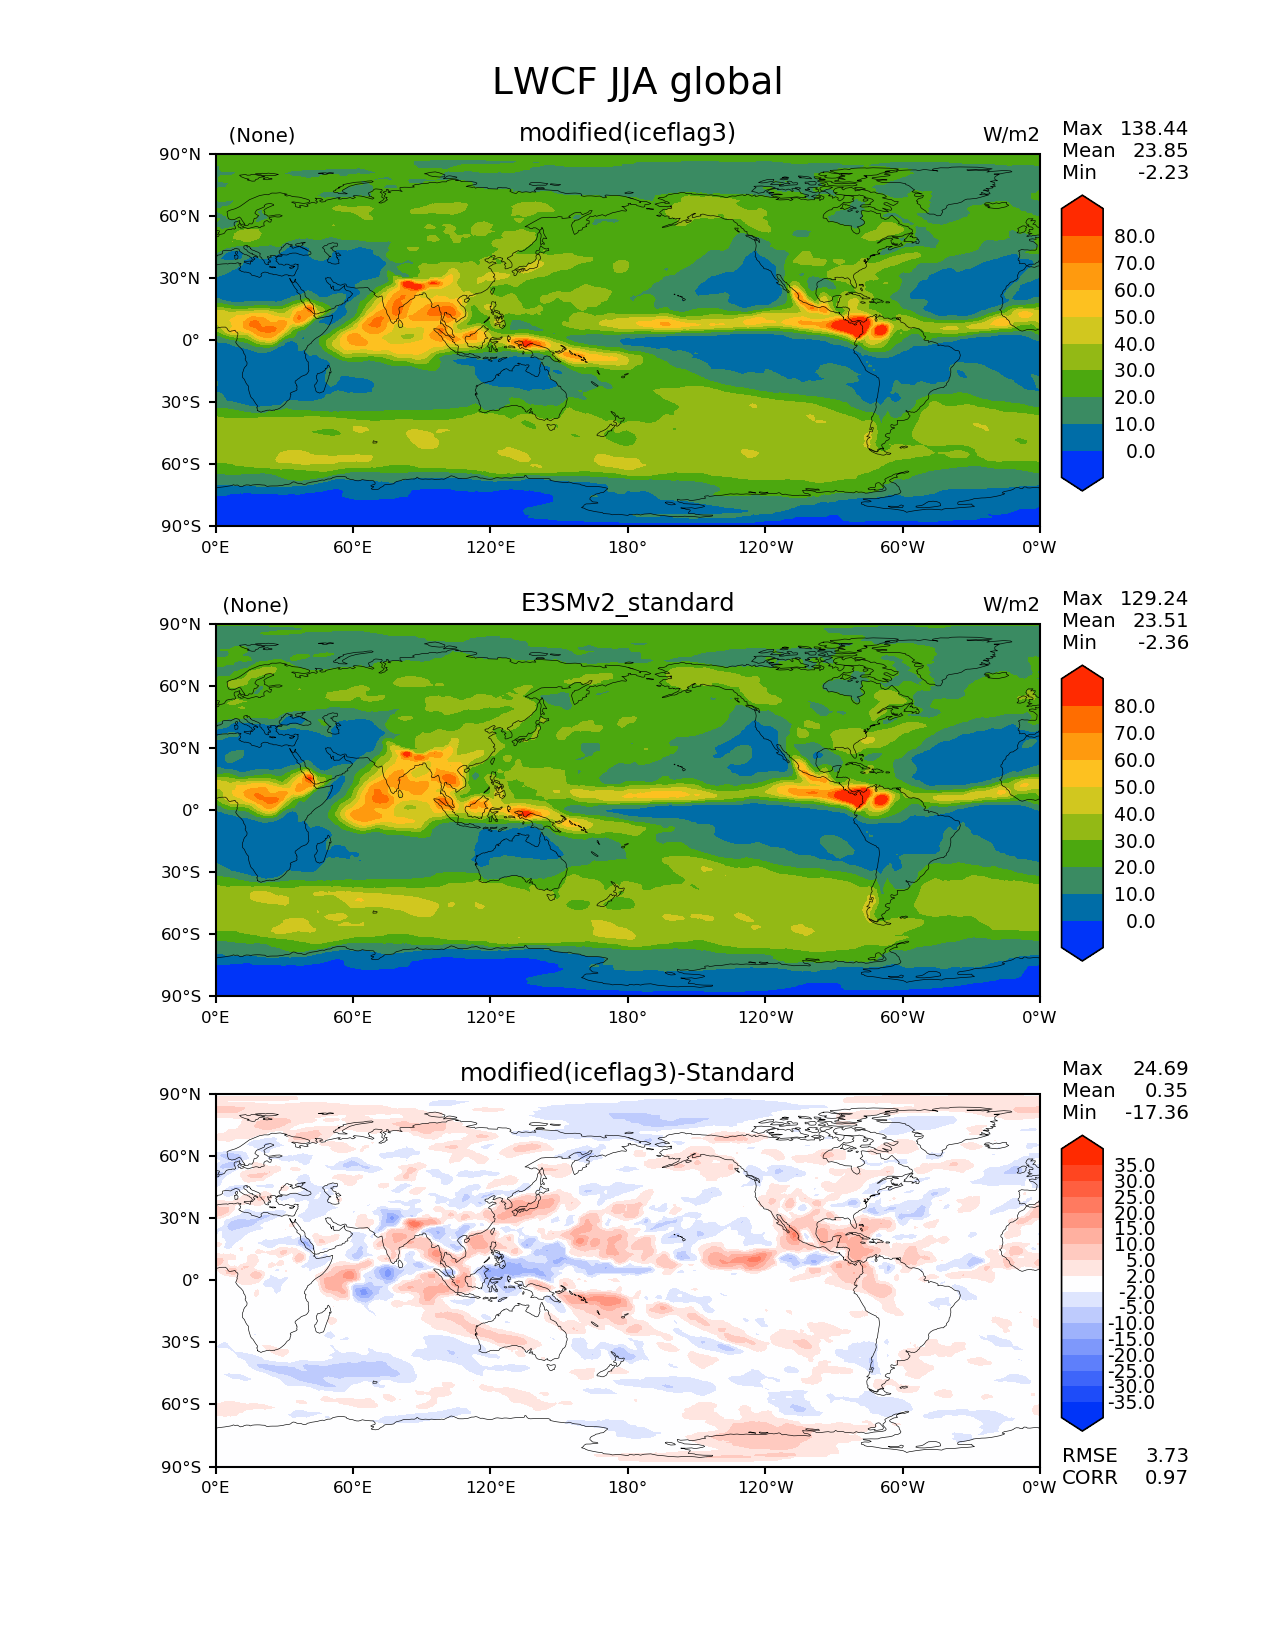 LWCF JJA global
(None) modified(iceflag3) W/m2
Max 138.44
Mean 23.85
Min -2.23
90°N
60°N
30°N
0°
30°S
60°S
90°S
0°E 60°E 120°E 180° 120°W 60°W 0°W
80.0
70.0
60.0
50.0
40.0
30.0
20.0
10.0
0.0
(None) E3SMv2_standard W/m2
Max 129.24
Mean 23.51
Min -2.36
90°N
60°N
30°N
0°
30°S
60°S
90°S
0°E 60°E 120°E 180° 120°W 60°W 0°W
80.0
70.0
60.0
50.0
40.0
30.0
20.0
10.0
0.0
modified(iceflag3)-Standard
Max 24.69
Mean 0.35
Min -17.36
90°N
60°N
30°N
0°
30°S
60°S
90°S
0°E 60°E 120°E 180° 120°W 60°W 0°W
35.0
30.0
25.0
20.0
15.0
10.0
5.0
2.0
-2.0
-5.0
-10.0
-15.0
-20.0
-25.0
-30.0
-35.0
RMSE 3.73
CORR 0.97